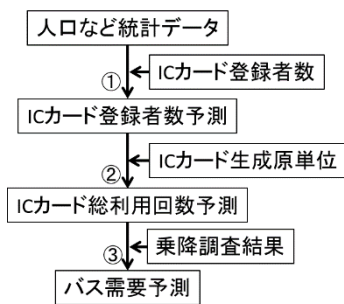 人口など統計データ
①
ICカード登録者数
ICカード登録者数予測
②
ICカード生成原単位
ICカード総利用回数予測
③
乗降調査結果
バス需要予測